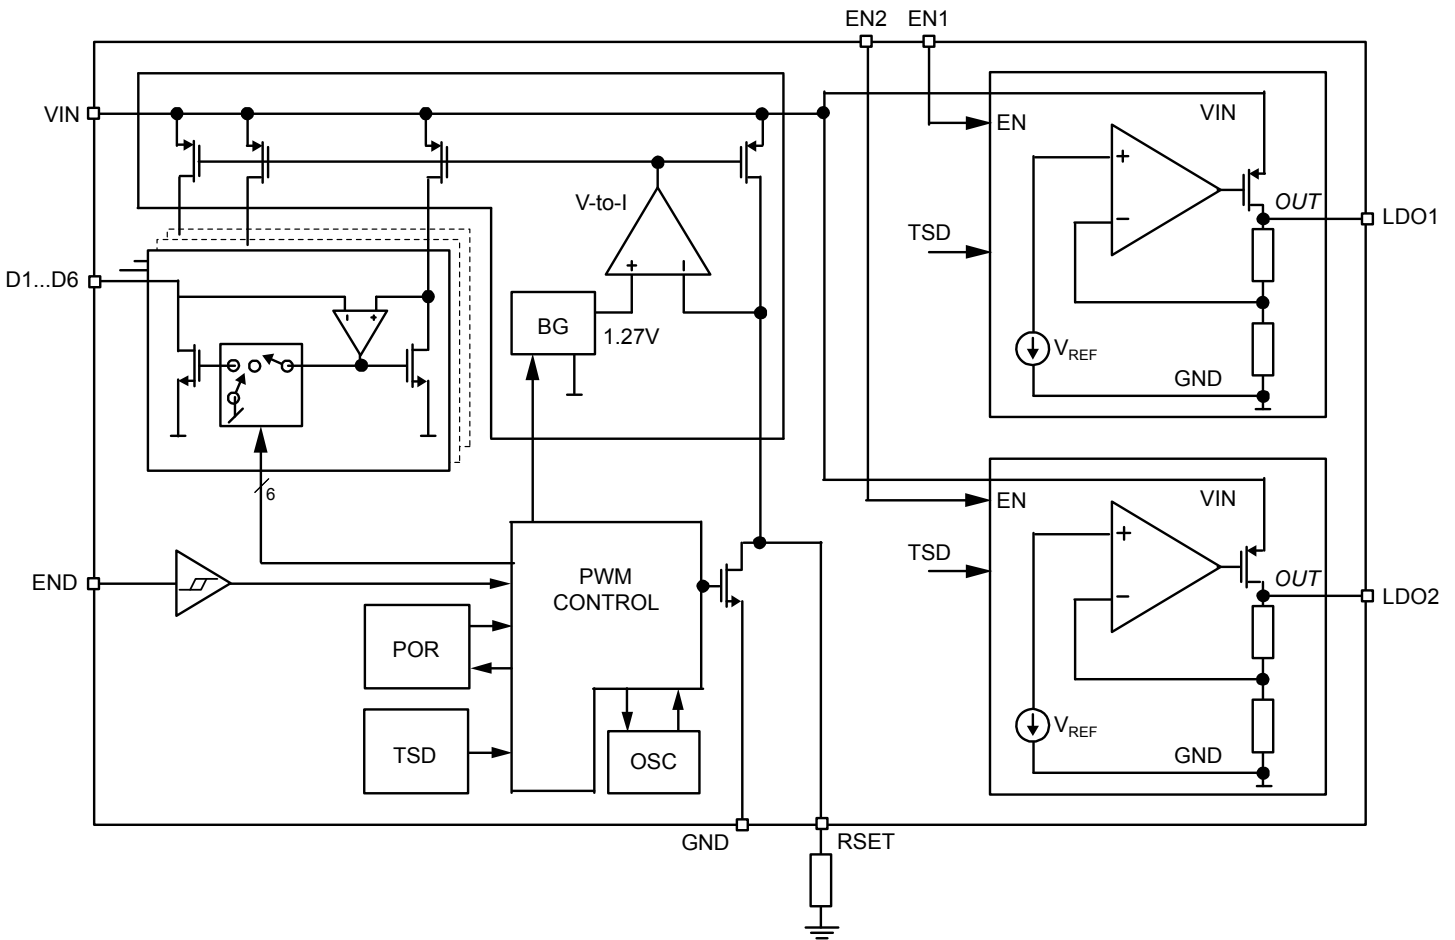 EN2 EN1
VIN
VIN
EN
+
OUT
LDO1
V-to-I
TSD
−
+ −
D1...D6
BG
1.27V
- +
VREF
GND
6
VIN
EN
+
TSD
OUT
END
PWM
CONTROL
−
LDO2
POR
VREF
GND
TSD
OSC
GND
RSET